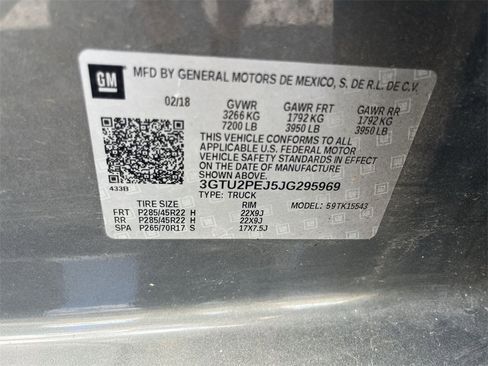 GM MFD BY GENERAL MOTORS DE MEXICO, S. DE R.L. DE C.V.
02/18 GVWR GAWR FRT GAWR RR
3266 KG 1792 KG 1792 KG
7200 LB 3950 LB 3950 LB
THIS VEHICLE CONFORMS TO ALL
APPLICABLE U.S. FEDERAL MOTOR
VEHICLE SAFETY STANDARDS IN EFFECT
ON THE DATE OF MANUFACTURE
SHOWN ABOVE.
433B 3GTU2PEJ5JG295969
TYPE: TRUCK
TIRE SIZE RIM MODEL: 59TK15543
FRT P285/45R22 H 22X9J
RR P285/45R22 H 22X9J
SPA P265/70R17 S 17X7.5J